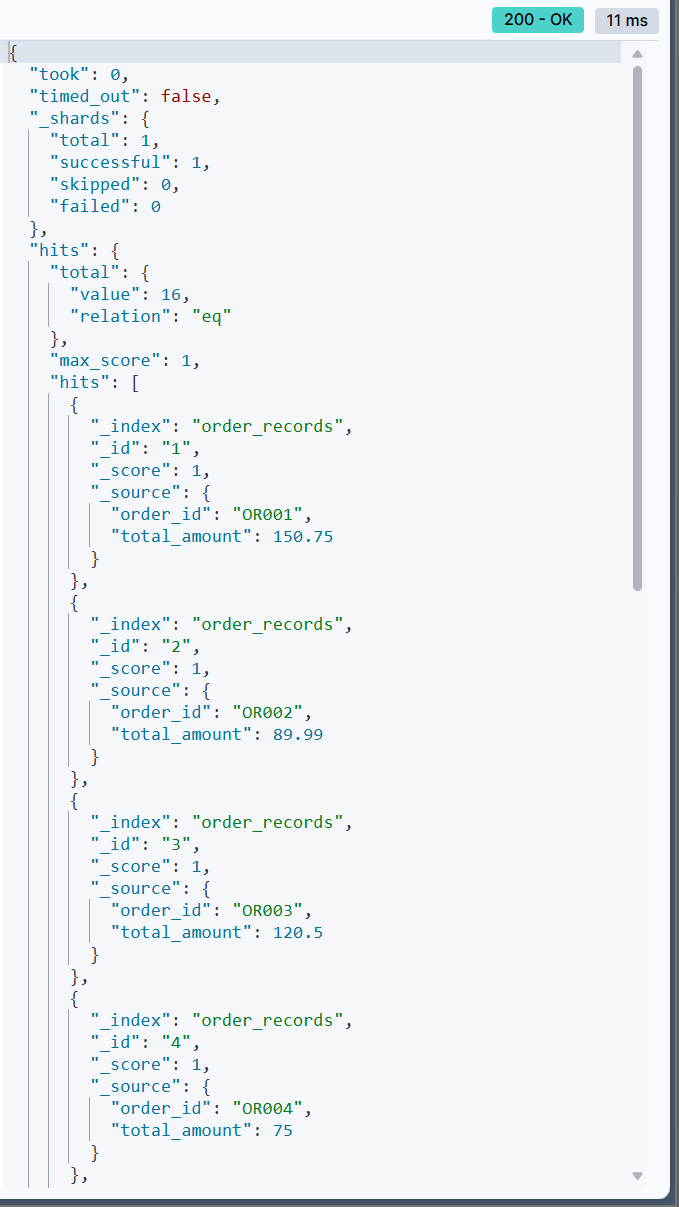 200 - OK 11 ms
{
"took": 0,
"timed_out": false,
"_shards": {
"total": 1,
"successful": 1,
"skipped": 0,
"failed": 0
},
"hits": {
"total": {
"value": 16,
"relation": "eq"
},
"max_score": 1,
"hits": [
{
"_index": "order_records",
"_id": "1",
"_score": 1,
"_source": {
"order_id": "OR001",
"total_amount": 150.75
}
},
{
"_index": "order_records",
"_id": "2",
"_score": 1,
"_source": {
"order_id": "OR002",
"total_amount": 89.99
}
},
{
"_index": "order_records",
"_id": "3",
"_score": 1,
"_source": {
"order_id": "OR003",
"total_amount": 120.5
}
},
{
"_index": "order_records",
"_id": "4",
"_score": 1,
"_source": {
"order_id": "OR004",
"total_amount": 75
}
},